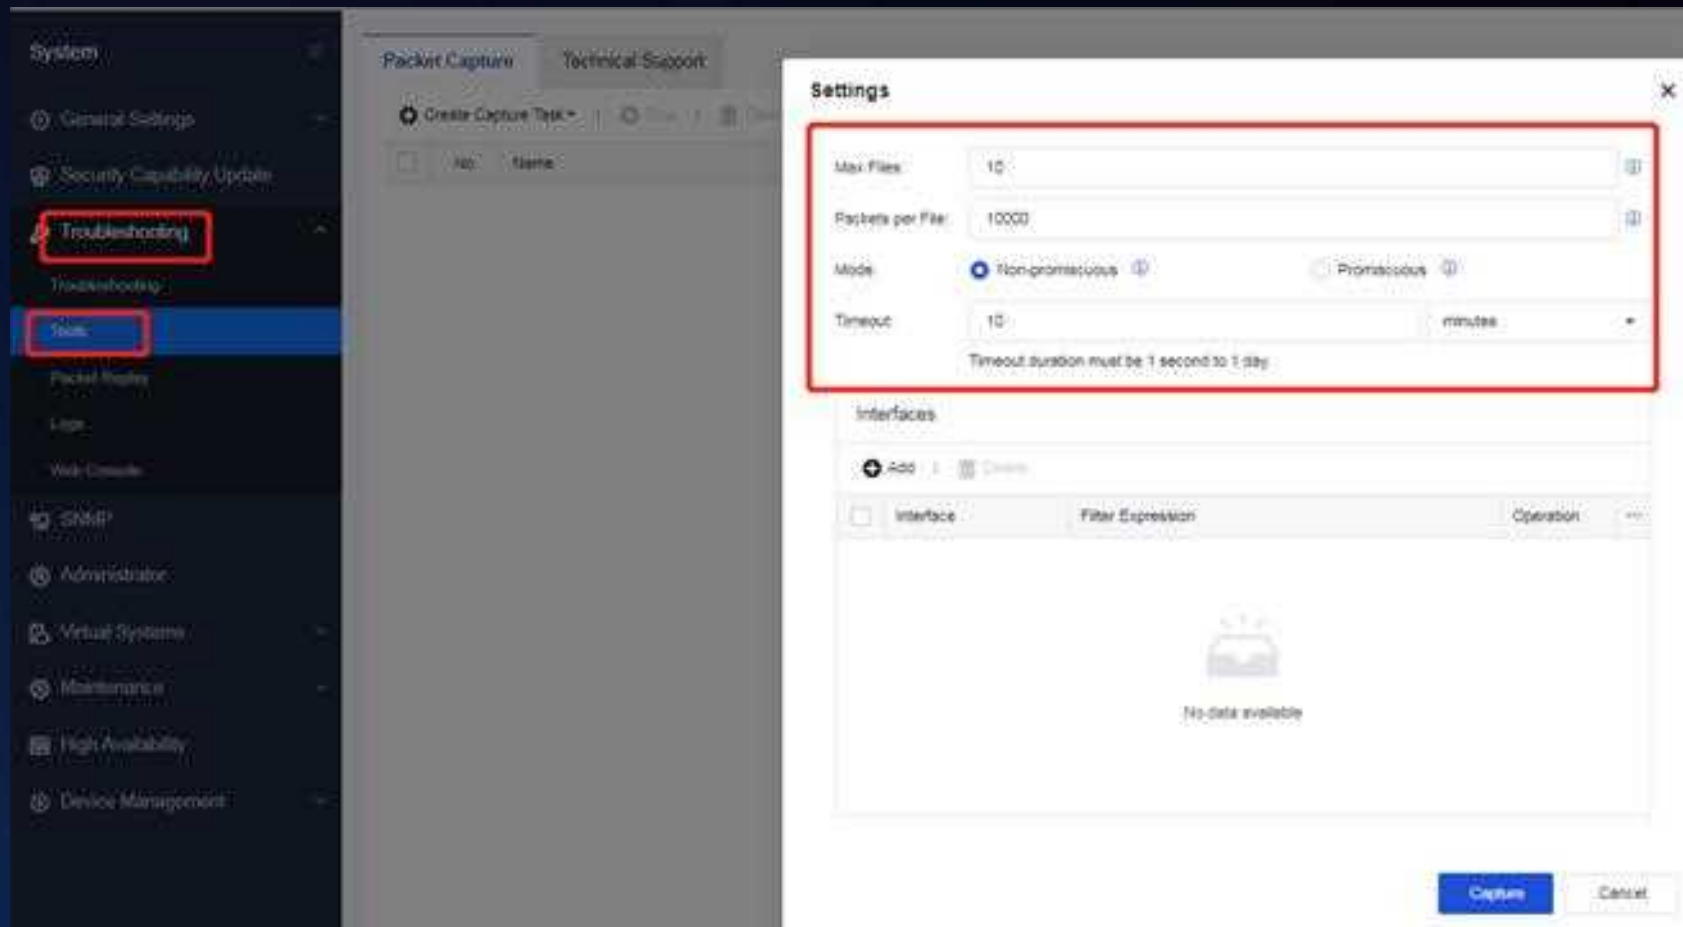 System
General Settings
Security Capability Update
Troubleshooting
Troubleshooting
Tools
Packet Replay
Logs
Web Console
SNMP
Administrator
Virtual Systems
Maintenance
High Availability
Device Management
Packet Capture
Technical Support
Create Capture Task
No. Name
Settings
Max Files: 10
Packets per File: 10000
Mode: Non-promiscuous Promiscuous
Timeout: 10 minutes
Timeout duration must be 1 second to 1 day.
Interfaces
Add Delete
Interface Filter Expression Operation
No data available
Capture Cancel